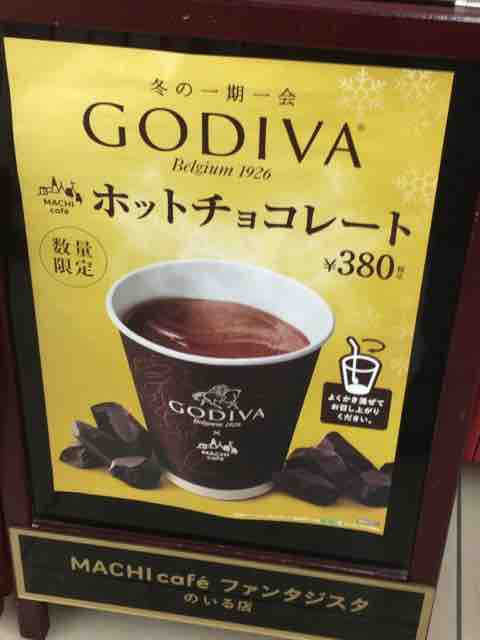 冬の一期一会
GODIVA
Belgium 1926
MACHI
café
ホットチョコレート
数量
限定
¥380
よくかき混ぜて
お召し上がり
ください。
GODIVA
Belgium 1926
×
MACHI
café
MACHI café ファンタジスタ
のいる店